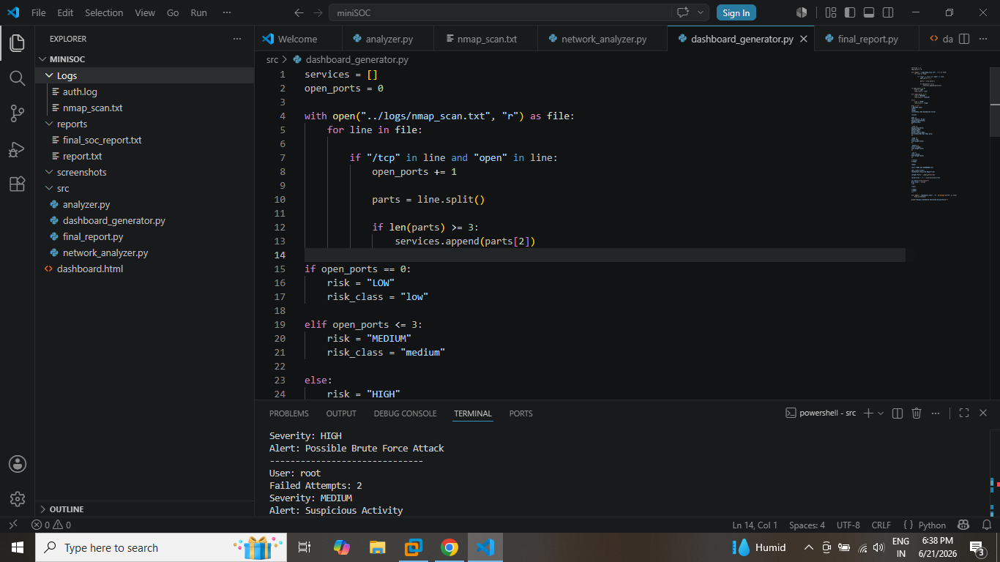 File Edit Selection View Go Run ···
miniSOC
Sign In
EXPLORER ···
MINISOC
Logs
auth.log
nmap_scan.txt
reports
final_soc_report.txt
report.txt
screenshots
src
analyzer.py
dashboard_generator.py
final_report.py
network_analyzer.py
dashboard.html
OUTLINE
Welcome analyzer.py nmap_scan.txt network_analyzer.py dashboard_generator.py final_report.py da ···
src > dashboard_generator.py
1 services = []
2 open_ports = 0
3
4 with open("../logs/nmap_scan.txt", "r") as file:
5 for line in file:
6
7 if "/tcp" in line and "open" in line:
8 open_ports += 1
9
10 parts = line.split()
11
12 if len(parts) >= 3:
13 services.append(parts[2])
14
15 if open_ports == 0:
16 risk = "LOW"
17 risk_class = "low"
18
19 elif open_ports <= 3:
20 risk = "MEDIUM"
21 risk_class = "medium"
22
23 else:
24 risk = "HIGH"
PROBLEMS OUTPUT DEBUG CONSOLE TERMINAL PORTS
powershell - src
Severity: HIGH
Alert: Possible Brute Force Attack
------------------------------
User: root
Failed Attempts: 2
Severity: MEDIUM
Alert: Suspicious Activity
0 0
Ln 14, Col 1 Spaces: 4 UTF-8 CRLF { } Python
Type here to search
Humid
ENG
IN
6:38 PM
6/21/2026
3